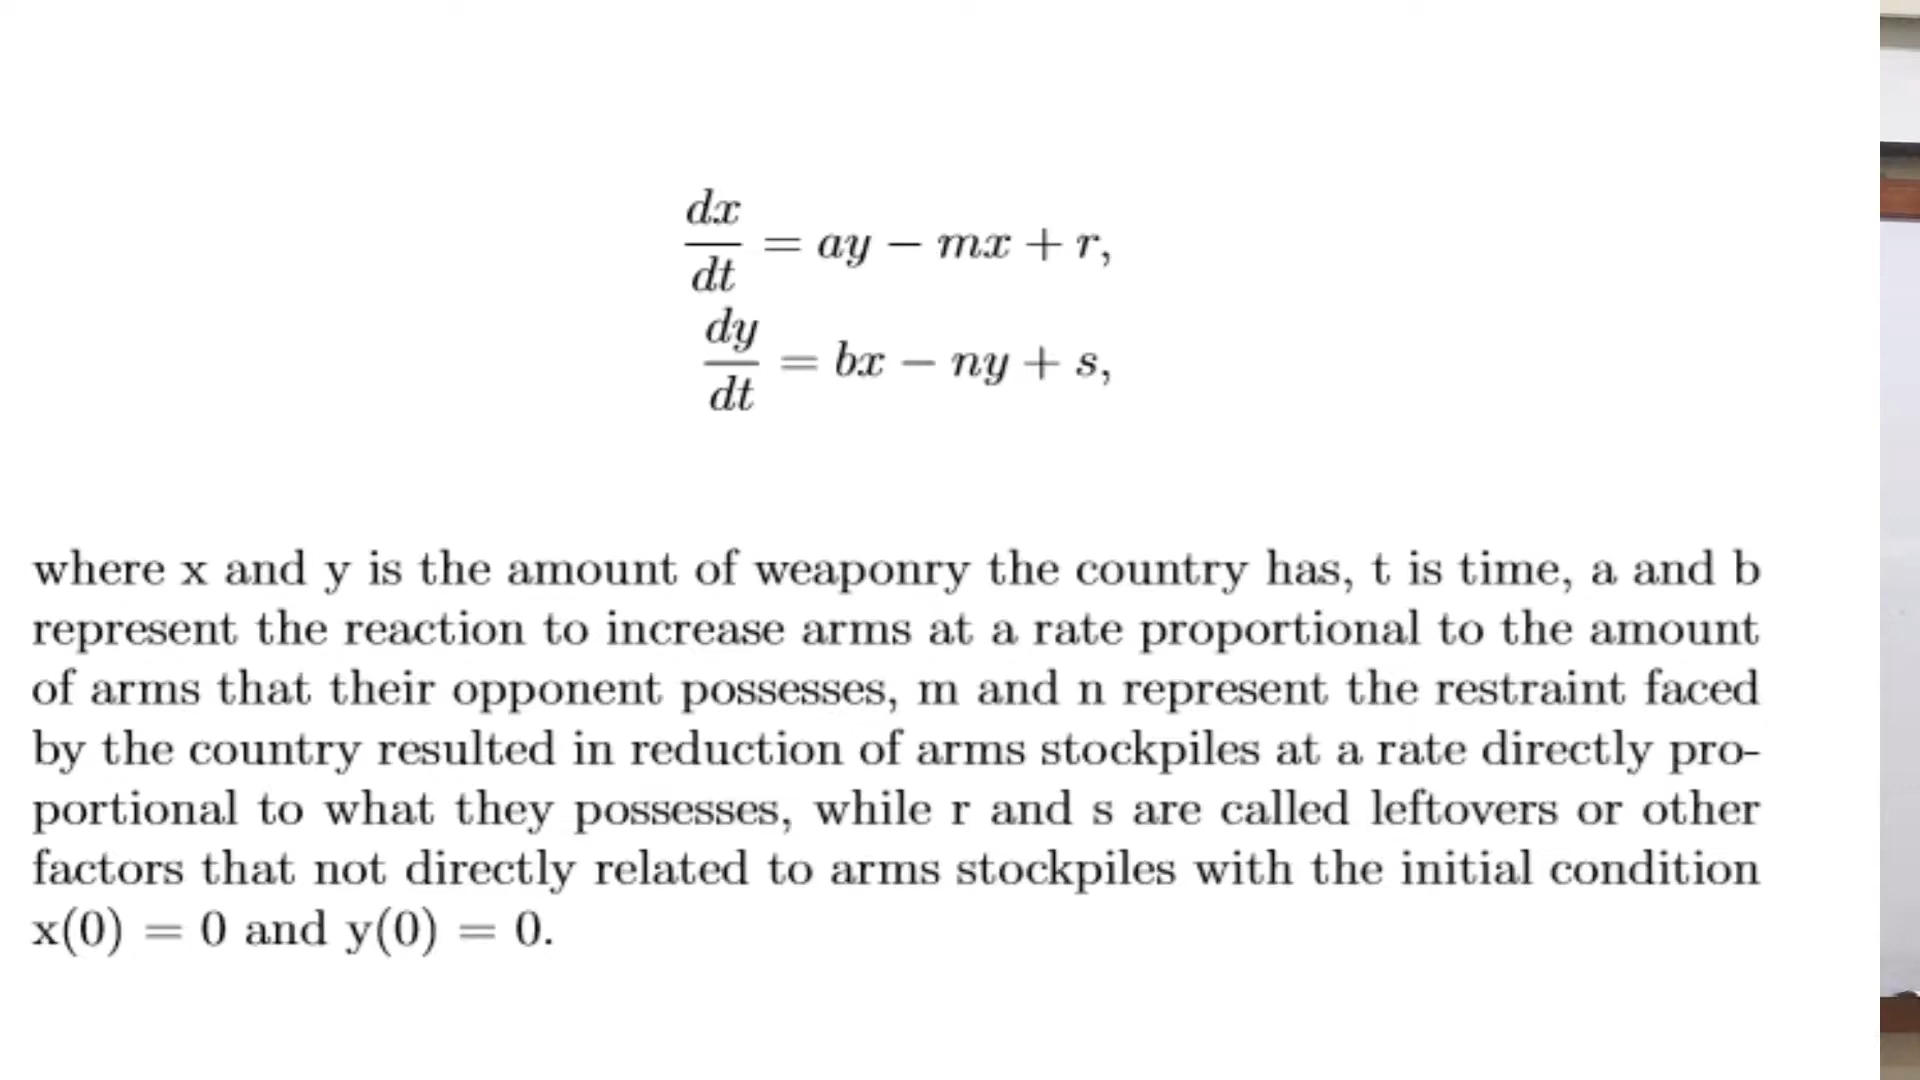 dx/dt = ay − mx + r,
dy/dt = bx − ny + s,
where x and y is the amount of weaponry the country has, t is time, a and b
represent the reaction to increase arms at a rate proportional to the amount
of arms that their opponent possesses, m and n represent the restraint faced
by the country resulted in reduction of arms stockpiles at a rate directly pro-
portional to what they possesses, while r and s are called leftovers or other
factors that not directly related to arms stockpiles with the initial condition
x(0) = 0 and y(0) = 0.